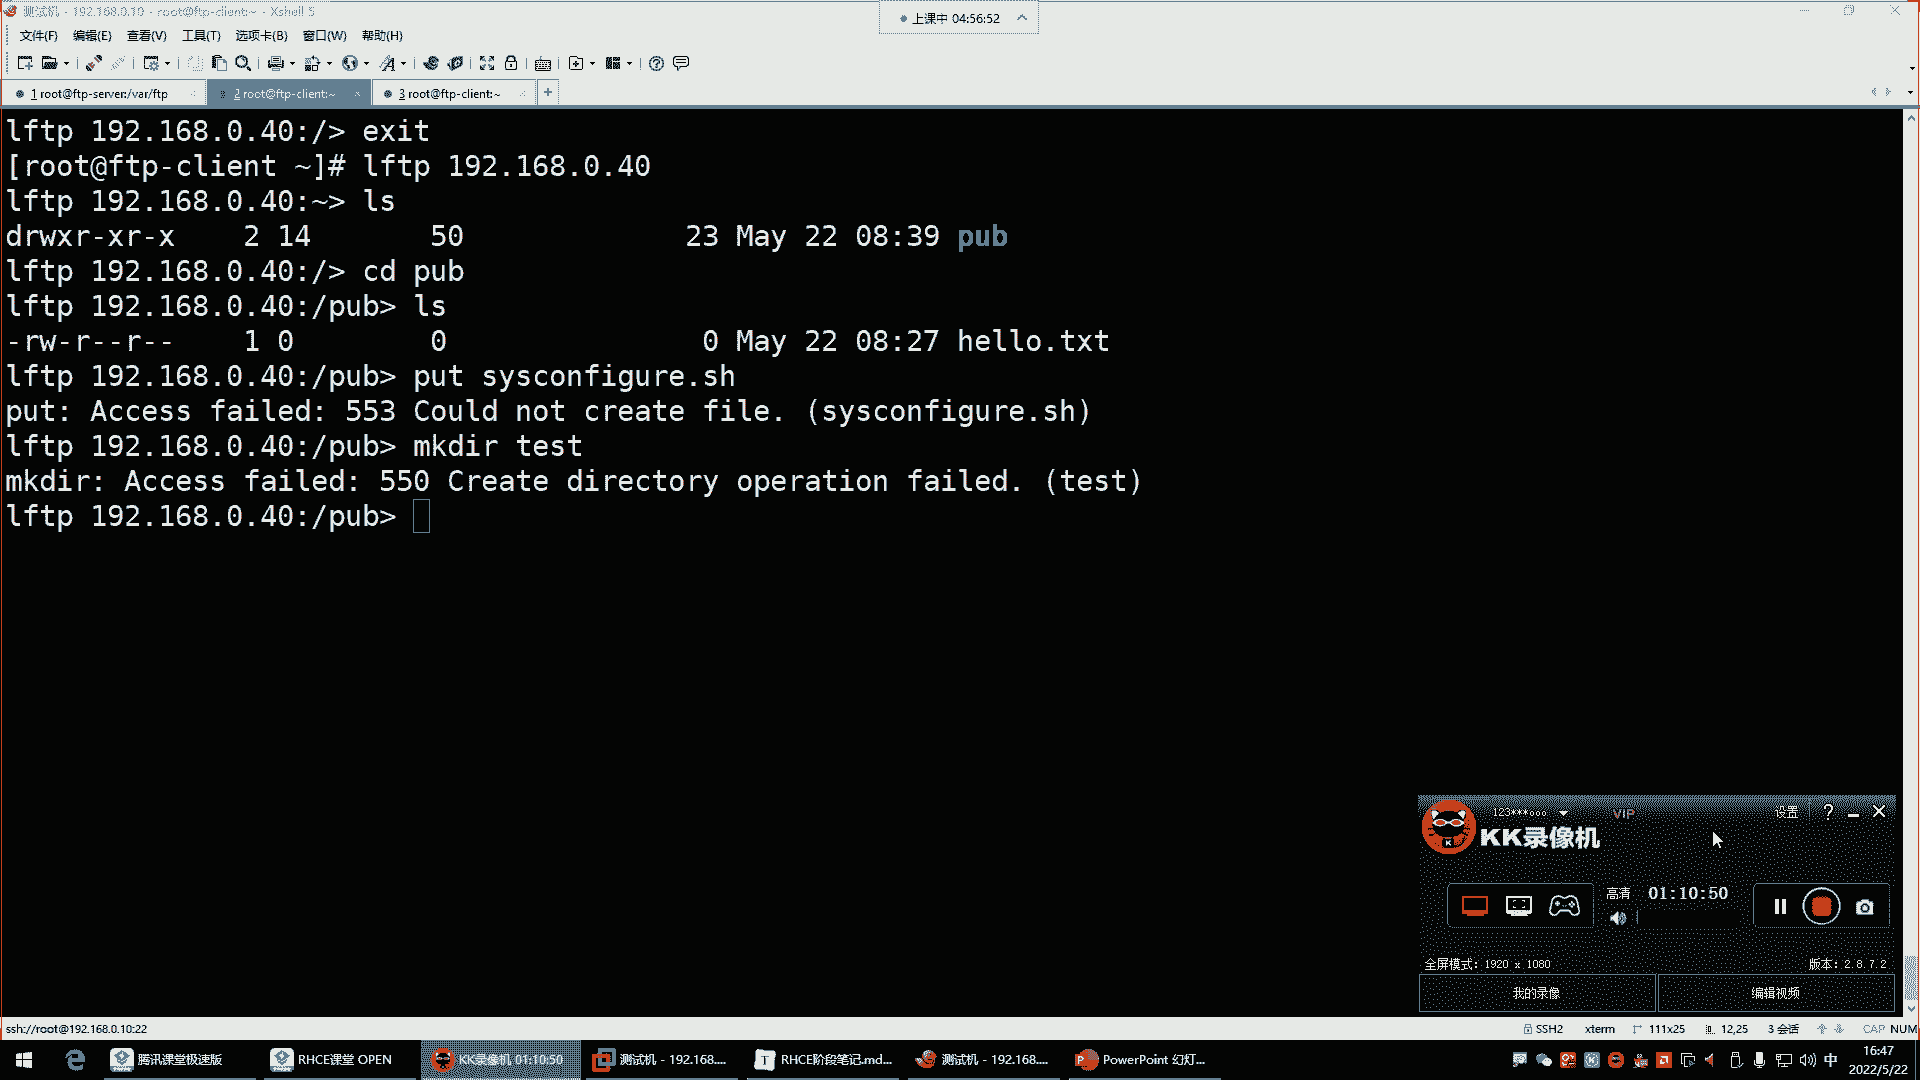 测试机 - 192.168.0.10 - root@ftp-client:~ - Xshell 5
上课中 04:56:52
文件(F) 编辑(E) 查看(V) 工具(T) 选项卡(B) 窗口(W) 帮助(H)
1 root@ftp-server:/var/ftp × 2 root@ftp-client:~ × 3 root@ftp-client:~ × +
lftp 192.168.0.40:/> exit
[root@ftp-client ~]# lftp 192.168.0.40
lftp 192.168.0.40:~> ls
drwxr-xr-x    2 14       50             23 May 22 08:39 pub
lftp 192.168.0.40:/> cd pub
lftp 192.168.0.40:/pub> ls
-rw-r--r--    1 0        0               0 May 22 08:27 hello.txt
lftp 192.168.0.40:/pub> put sysconfigure.sh
put: Access failed: 553 Could not create file. (sysconfigure.sh)
lftp 192.168.0.40:/pub> mkdir test
mkdir: Access failed: 550 Create directory operation failed. (test)
lftp 192.168.0.40:/pub>
123***ooo VIP 设置 ?
KK录像机
高清 01:10:50
全屏模式: 1920 x 1080 版本: 2.8.7.2
我的录像 编辑视频
ssh://root@192.168.0.10:22 SSH2 xterm 111x25 12,25 3 会话 CAP NUM
腾讯课堂极速版 RHCE课堂 OPEN KK录像机 01:10:50 测试机 - 192.168.... RHCE阶段笔记.md... 测试机 - 192.168.... PowerPoint 幻灯... 中 16:47
2022/5/22